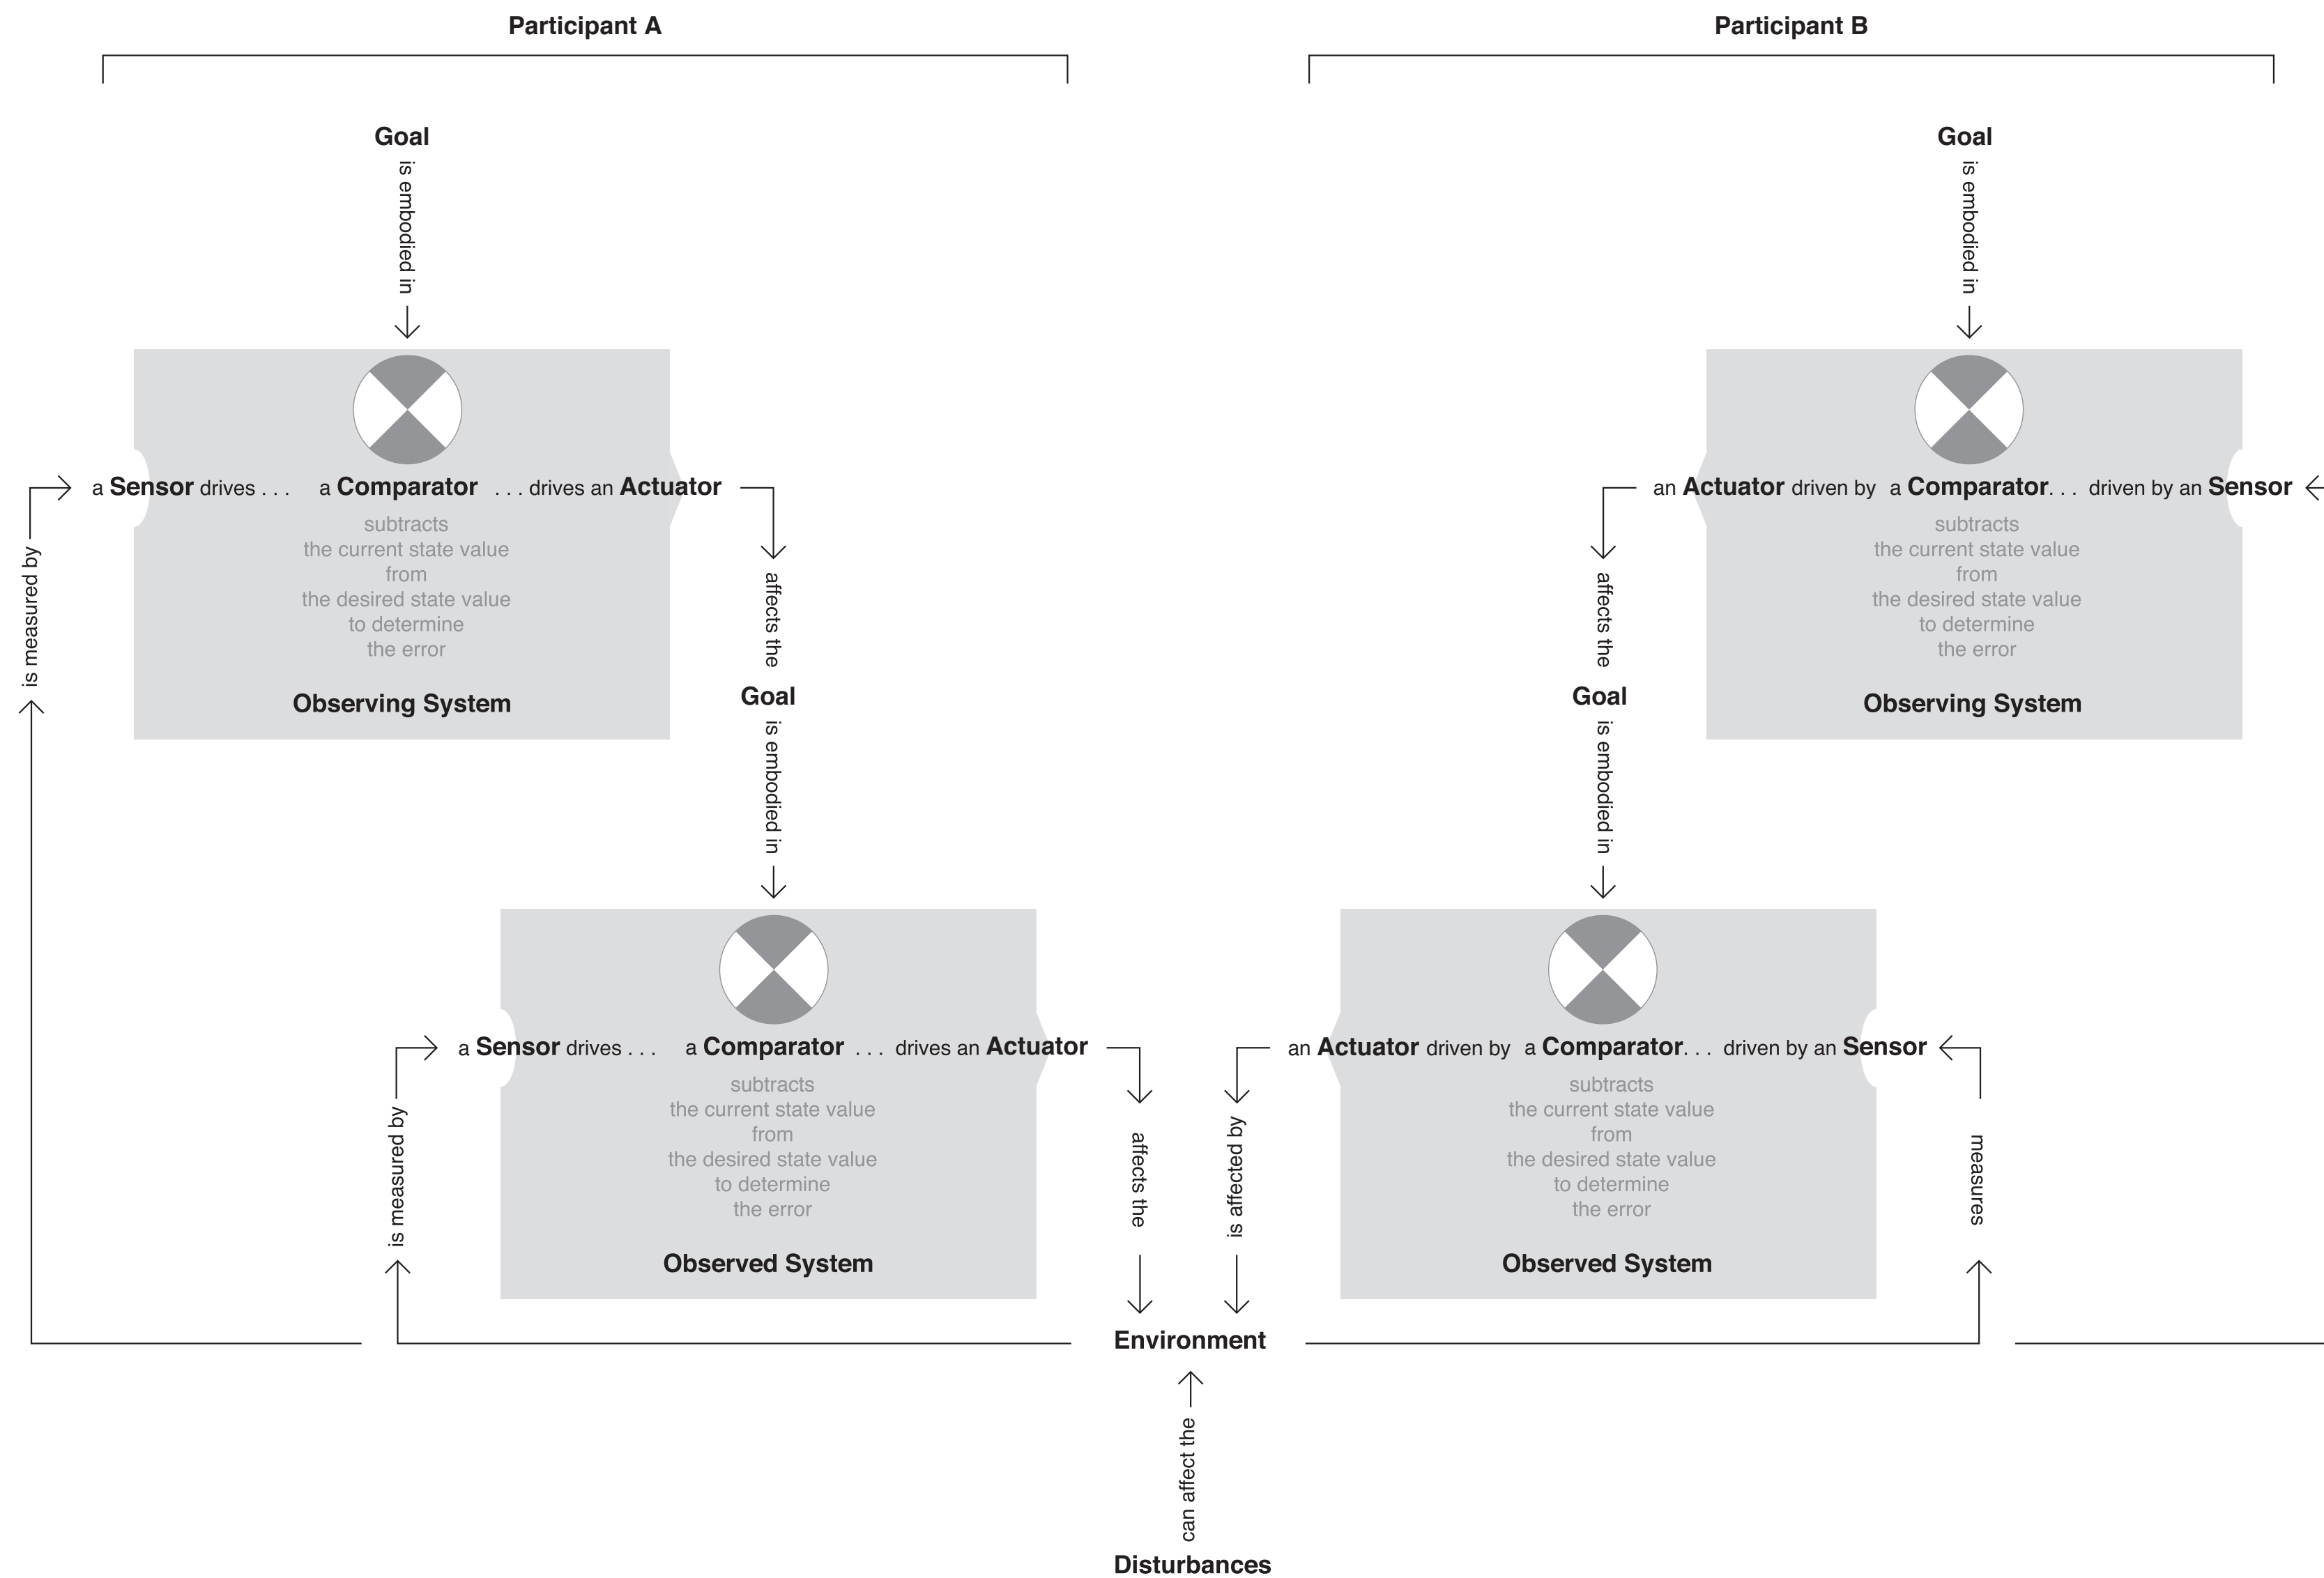 Participant A
Participant B
Goal
is embodied in
Goal
is embodied in
a Sensor drives . . . a Comparator . . . drives an Actuator
subtracts
the current state value
from
the desired state value
to determine
the error
Observing System
is measured by
affects the
Goal
is embodied in
an Actuator driven by a Comparator. . . driven by an Sensor
subtracts
the current state value
from
the desired state value
to determine
the error
Observing System
affects the
Goal
is embodied in
a Sensor drives . . . a Comparator . . . drives an Actuator
subtracts
the current state value
from
the desired state value
to determine
the error
Observed System
is measured by
affects the
an Actuator driven by a Comparator. . . driven by an Sensor
subtracts
the current state value
from
the desired state value
to determine
the error
Observed System
is affected by
measures
Environment
can affect the
Disturbances